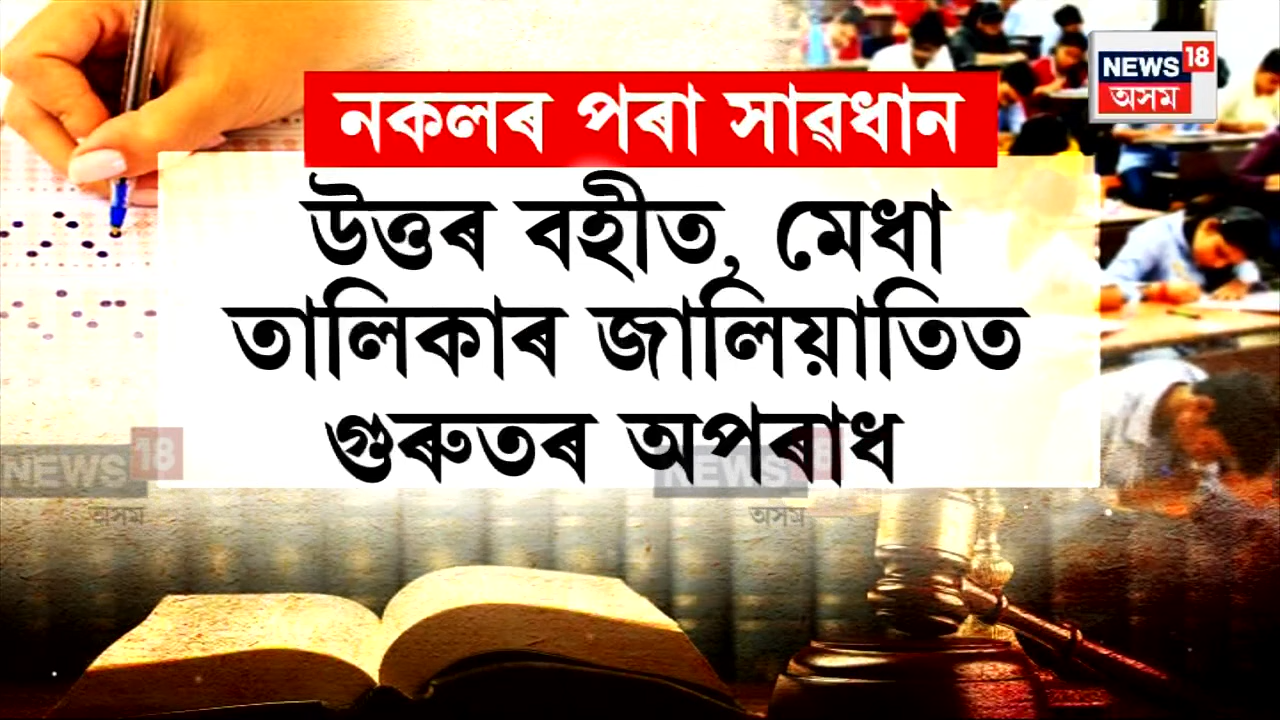 NEWS 18
অসম
নকলৰ পৰা সাৱধান
উত্তৰ বহীত, মেধা
তালিকাৰ জালিয়াতিত
গুৰুতৰ অপৰাধ
NEWS 18
অসম
NEWS 18
অসম